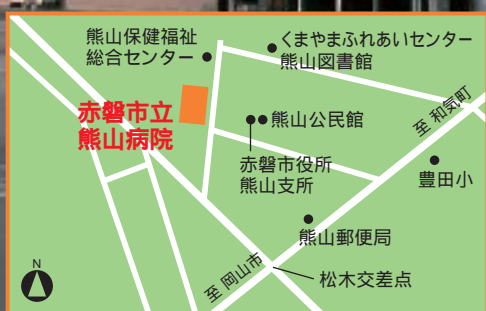 熊山保健福祉
総合センター
くまやまふれあいセンター
熊山図書館
赤磐市立
熊山病院
熊山公民館
至 和気町
赤磐市役所
熊山支所
豊田小
熊山郵便局
至 岡山市
松木交差点
N